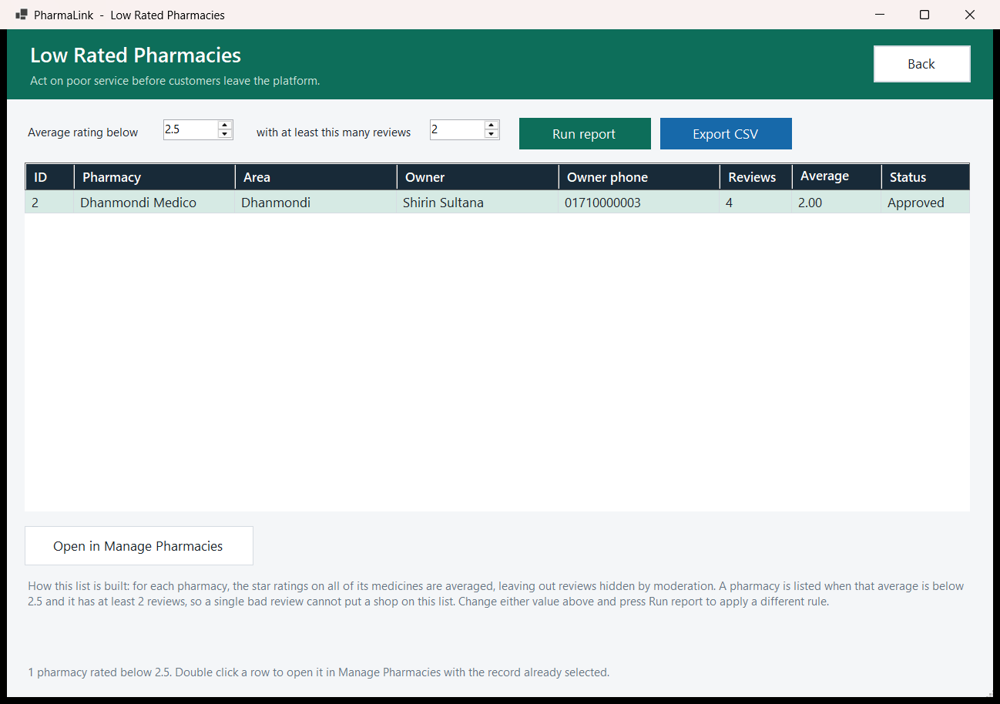 PharmaLink - Low Rated Pharmacies
Low Rated Pharmacies
Act on poor service before customers leave the platform.
Back
Average rating below 2.5 with at least this many reviews 2 Run report Export CSV
ID Pharmacy Area Owner Owner phone Reviews Average Status
2 Dhanmondi Medico Dhanmondi Shirin Sultana 01710000003 4 2.00 Approved
Open in Manage Pharmacies
How this list is built: for each pharmacy, the star ratings on all of its medicines are averaged, leaving out reviews hidden by moderation. A pharmacy is listed when that average is below
2.5 and it has at least 2 reviews, so a single bad review cannot put a shop on this list. Change either value above and press Run report to apply a different rule.
1 pharmacy rated below 2.5. Double click a row to open it in Manage Pharmacies with the record already selected.